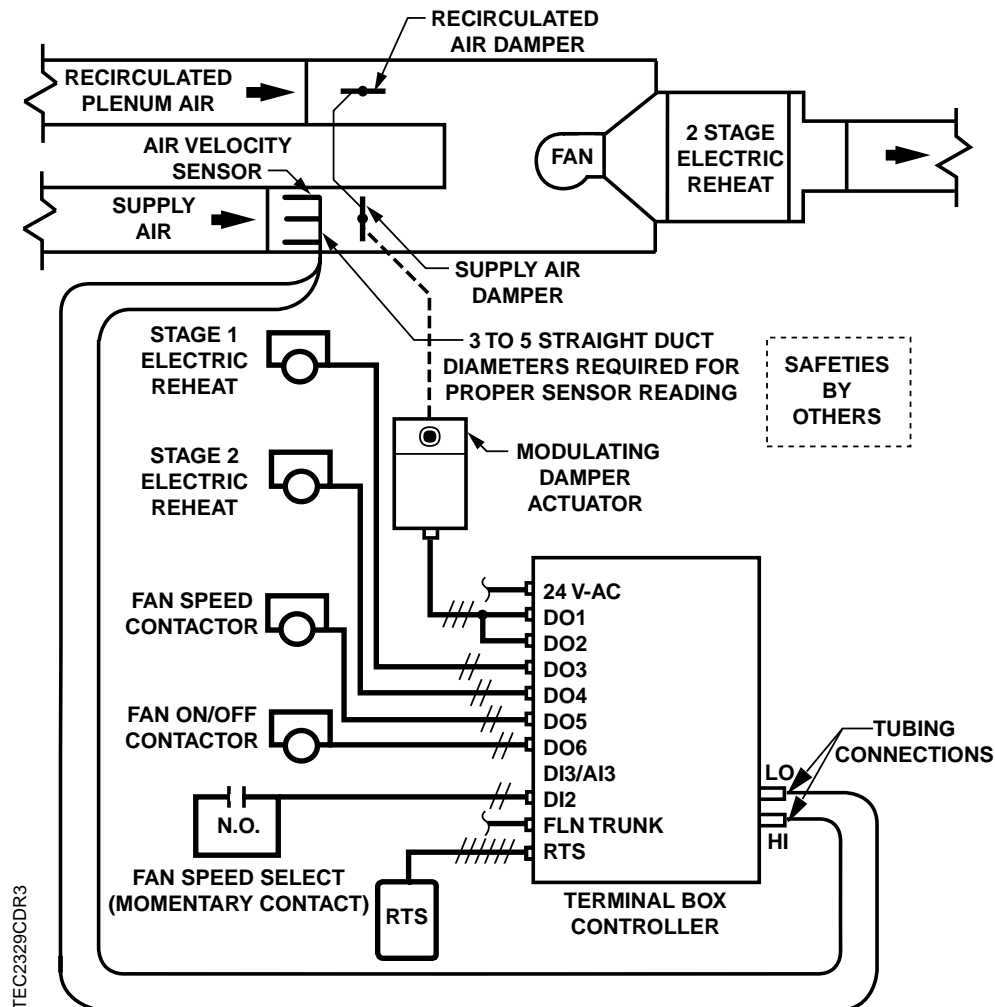 RECIRCULATED
AIR DAMPER
RECIRCULATED
PLENUM AIR
AIR VELOCITY
SENSOR
FAN
2 STAGE
ELECTRIC
REHEAT
SUPPLY
AIR
SUPPLY AIR
DAMPER
STAGE 1
ELECTRIC
REHEAT
3 TO 5 STRAIGHT DUCT
DIAMETERS REQUIRED FOR
PROPER SENSOR READING
SAFETIES
BY
OTHERS
STAGE 2
ELECTRIC
REHEAT
MODULATING
DAMPER
ACTUATOR
FAN SPEED
CONTACTOR
FAN ON/OFF
CONTACTOR
24 V-AC
DO1
DO2
DO3
DO4
DO5
DO6
DI3/AI3
DI2
FLN TRUNK
RTS
LO
HI
TUBING
CONNECTIONS
N.O.
FAN SPEED SELECT
(MOMENTARY CONTACT)
RTS
TERMINAL BOX
CONTROLLER
TEC2329CDR3